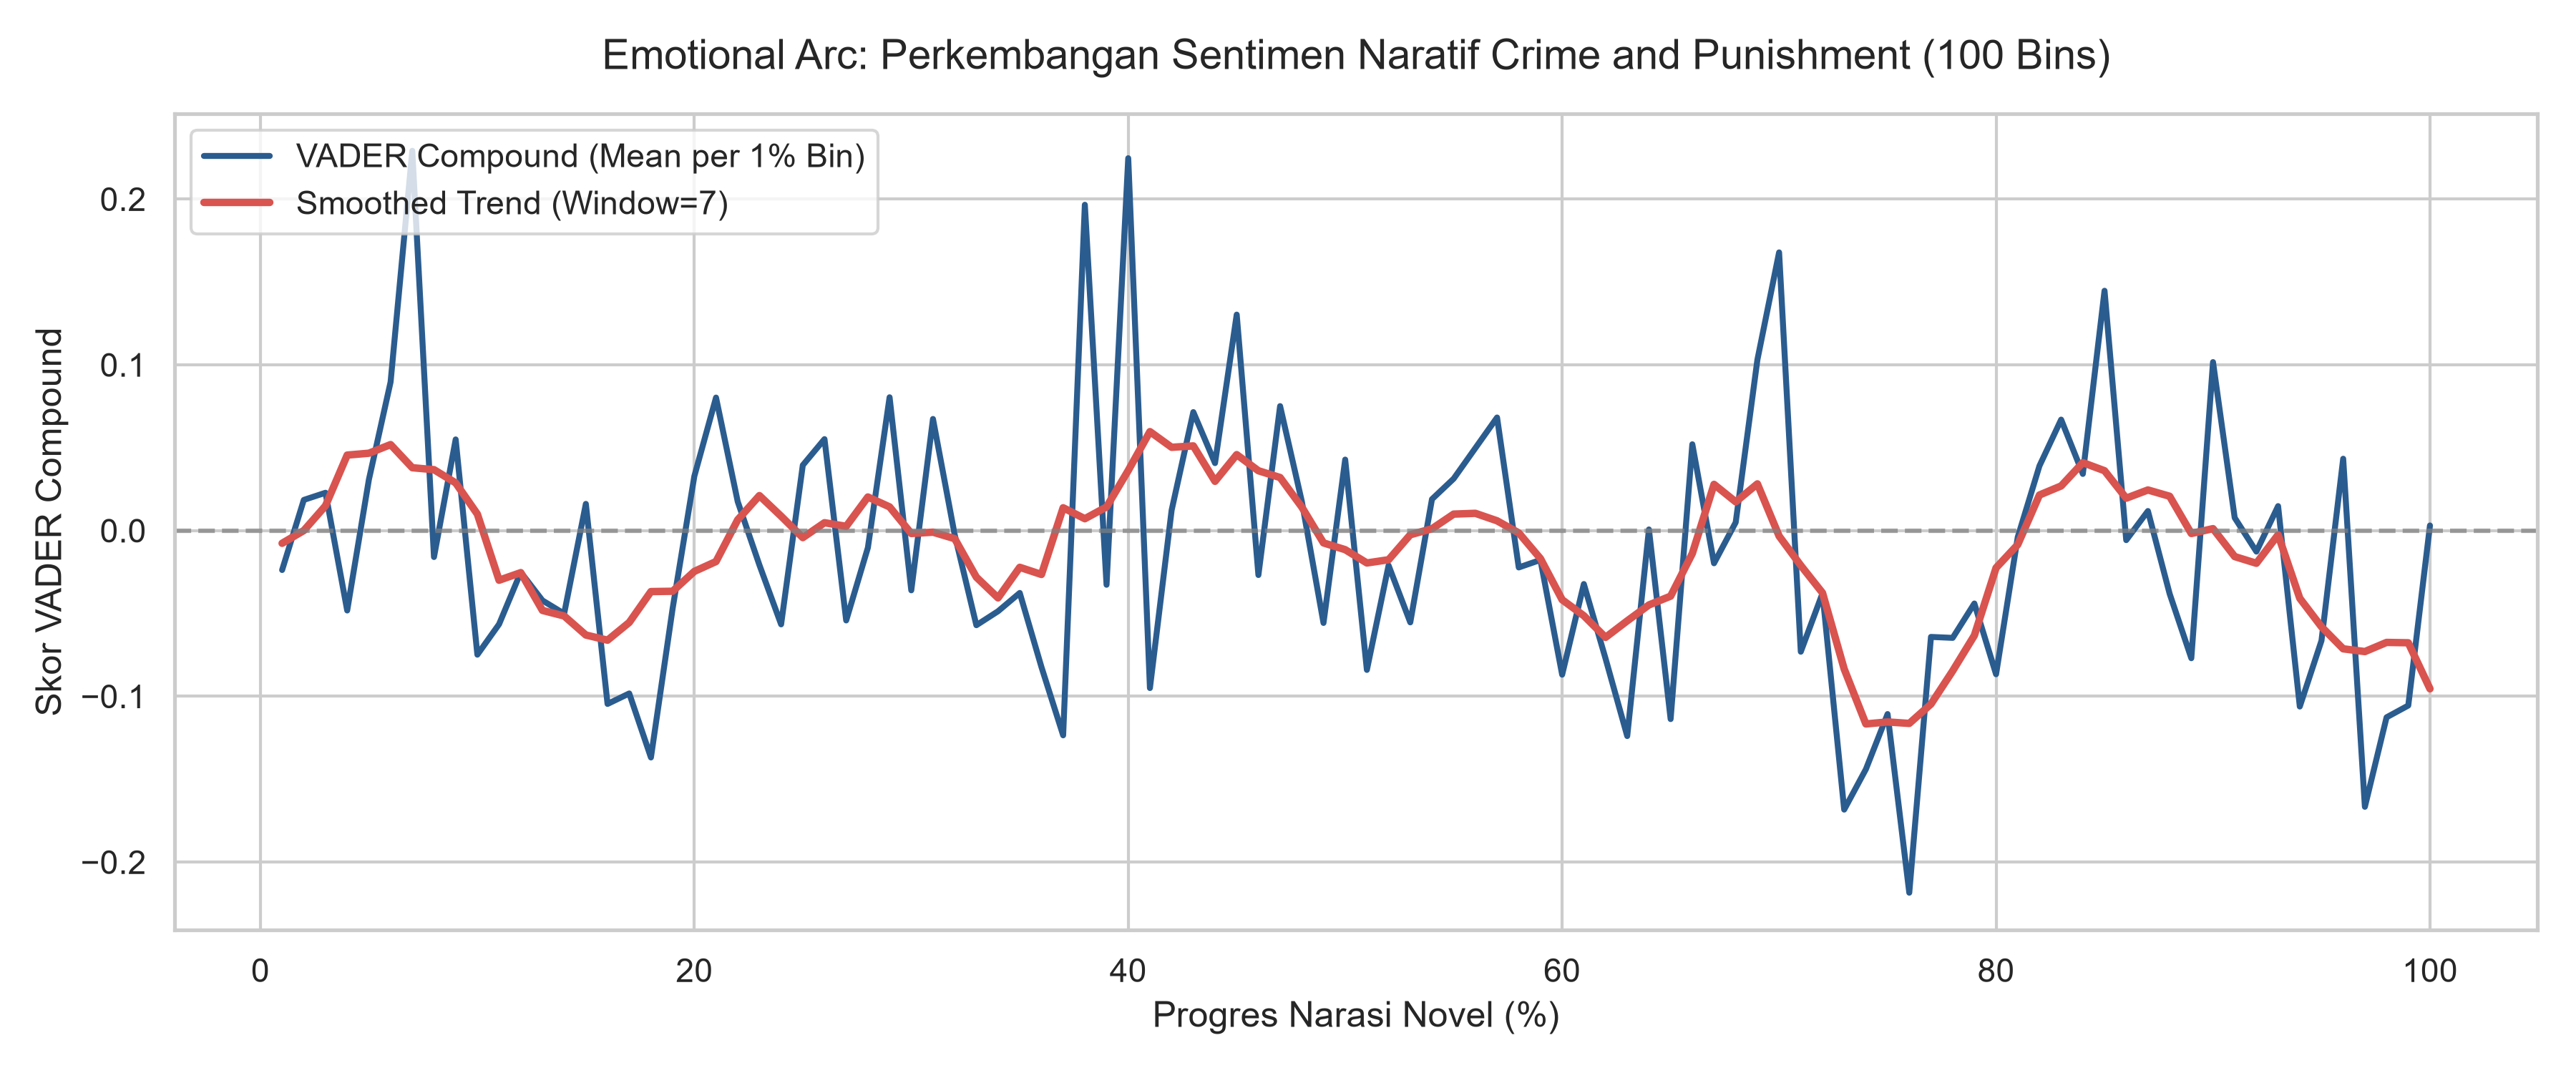 Emotional Arc: Perkembangan Sentimen Naratif Crime and Punishment (100 Bins)
VADER Compound (Mean per 1% Bin)
Smoothed Trend (Window=7)
Skor VADER Compound
0.2
0.1
0.0
−0.1
−0.2
0 20 40 60 80 100
Progres Narasi Novel (%)